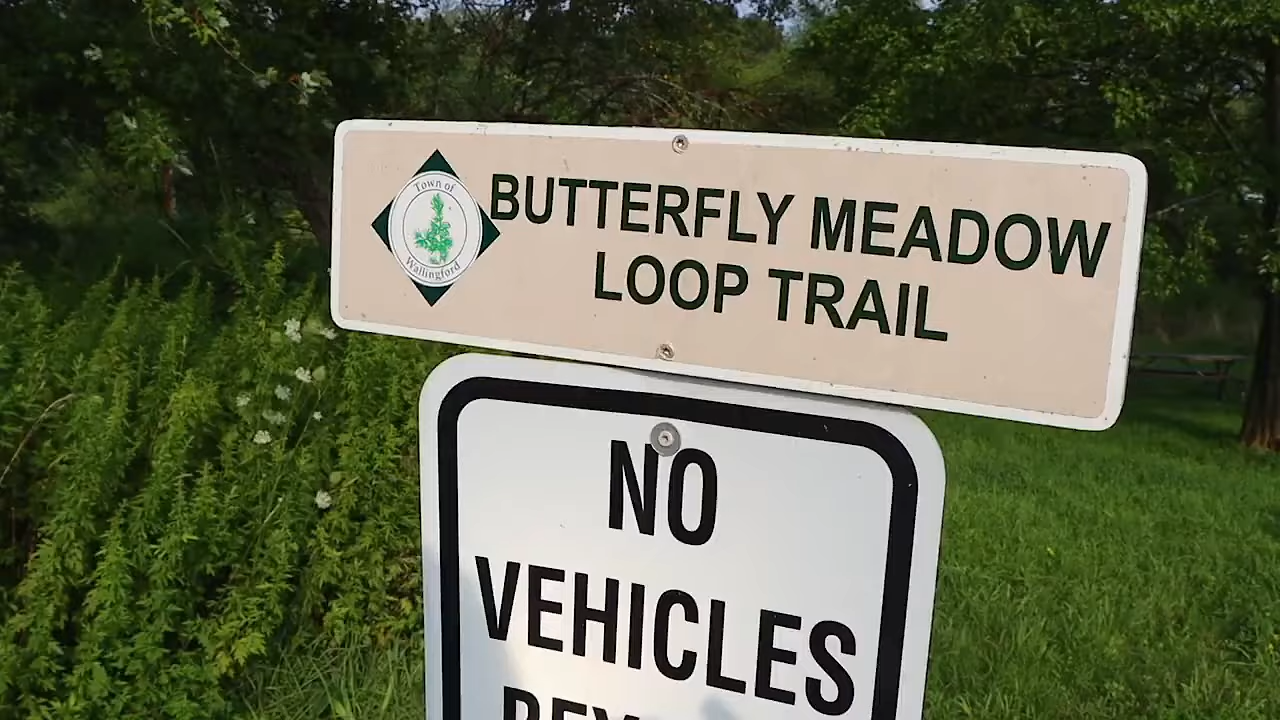 Town of
Wallingford
BUTTERFLY MEADOW
LOOP TRAIL
NO
VEHICLES